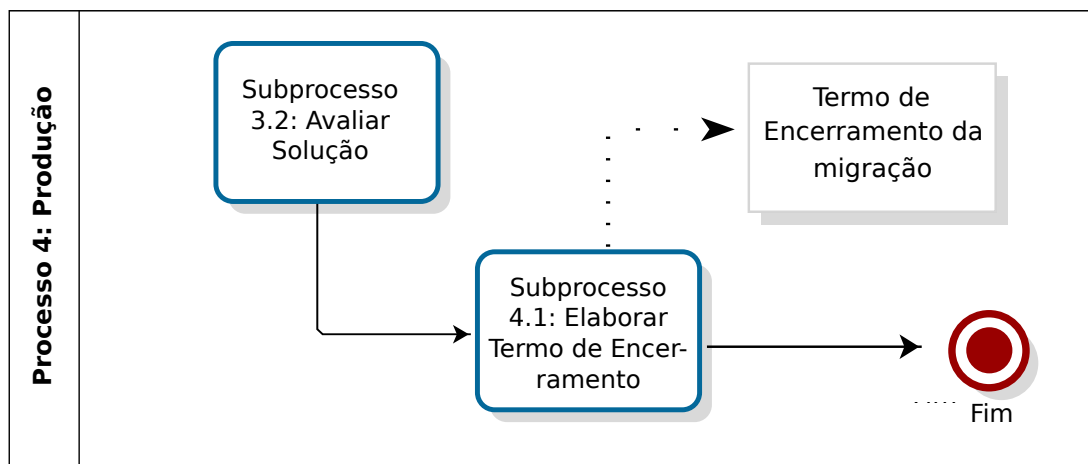 Processo 4: Produção
Subprocesso
3.2: Avaliar
Solução
Termo de
Encerramento da
migração
Subprocesso
4.1: Elaborar
Termo de Encer-
ramento
Fim